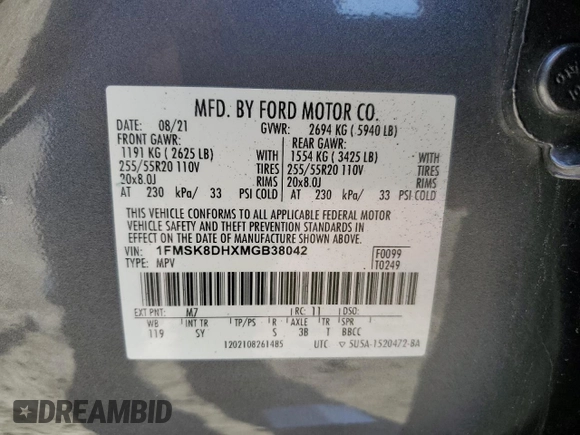 MFD. BY FORD MOTOR CO.
DATE: 08/21 GVWR: 2694 KG ( 5940 LB)
FRONT GAWR: REAR GAWR:
1191 KG ( 2625 LB) WITH 1554 KG ( 3425 LB) WITH
255/55R20 110V TIRES 255/55R20 110V TIRES
20x8.0J RIMS 20x8.0J RIMS
AT 230 kPa/ 33 PSI COLD AT 230 kPa/ 33 PSI COLD
THIS VEHICLE CONFORMS TO ALL APPLICABLE FEDERAL MOTOR
VEHICLE SAFETY AND BUMPER AND THEFT PREVENTION STANDARDS IN
EFFECT ON THE DATE OF MANUFACTURE SHOWN ABOVE.
VIN: 1FMSK8DHXMGB38042 F0099
TYPE: MPV T0249
EXT PNT: M7 RC: 11 DSO:
WB INT TR TP/PS R AXLE TR SPR
119 SY S 3B T BBCC
1202108261485 UTC ▽ 5USA-1520472-BA
DREAMBID